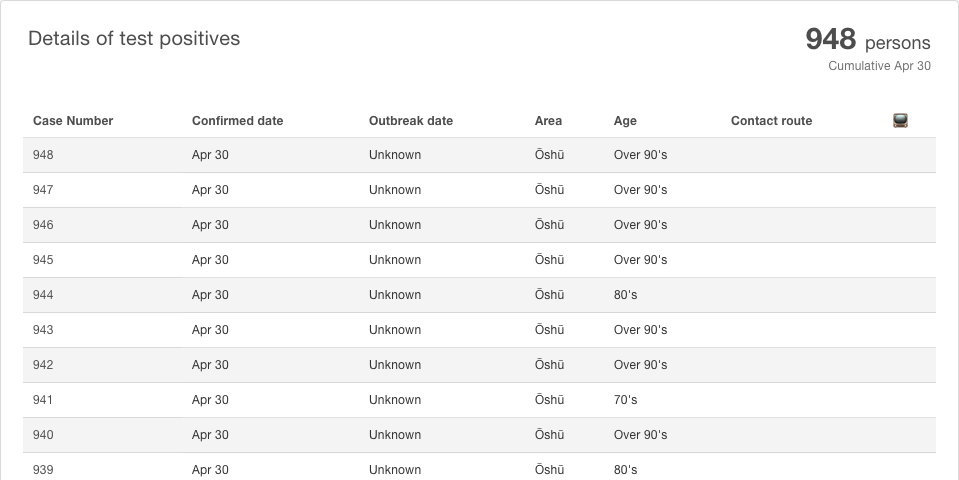 Details of test positives
948 persons
Cumulative Apr 30
Case Number Confirmed date Outbreak date Area Age Contact route
948 Apr 30 Unknown Ōshū Over 90's
947 Apr 30 Unknown Ōshū Over 90's
946 Apr 30 Unknown Ōshū Over 90's
945 Apr 30 Unknown Ōshū Over 90's
944 Apr 30 Unknown Ōshū 80's
943 Apr 30 Unknown Ōshū Over 90's
942 Apr 30 Unknown Ōshū Over 90's
941 Apr 30 Unknown Ōshū 70's
940 Apr 30 Unknown Ōshū Over 90's
939 Apr 30 Unknown Ōshū 80's